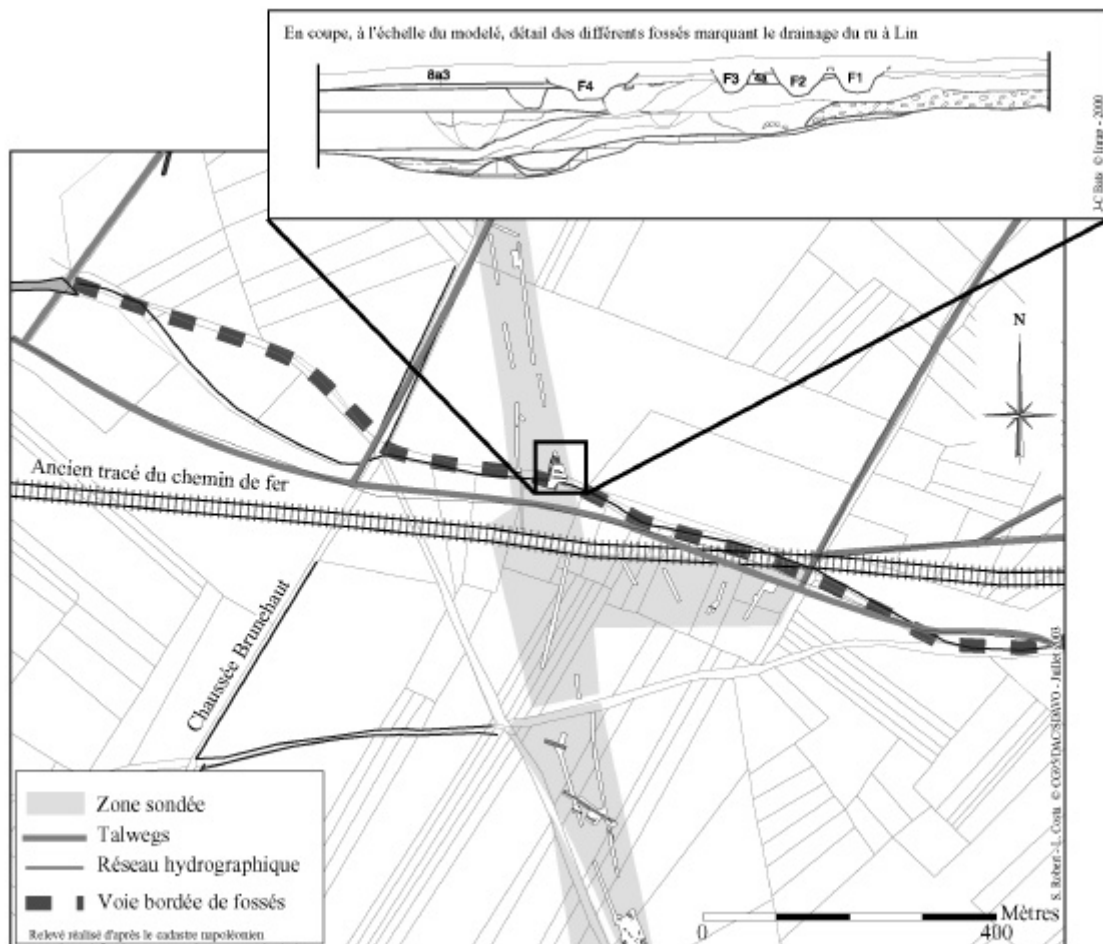 En coupe, à l'échelle du modelé, détail des différents fossés marquant le drainage du ru à Lin
8a3
F4
F3
4a
F2
F1
© Inrap - 2000
N
Ancien tracé du chemin de fer
Chaussée Brunehaut
S. Robert - L. Costa © CG95/DAC/SDAVO - Juillet 2003
Zone sondée
Talwegs
Réseau hydrographique
Voie bordée de fossés
Relevé réalisé d'après le cadastre napoléonien
Mètres
0
400